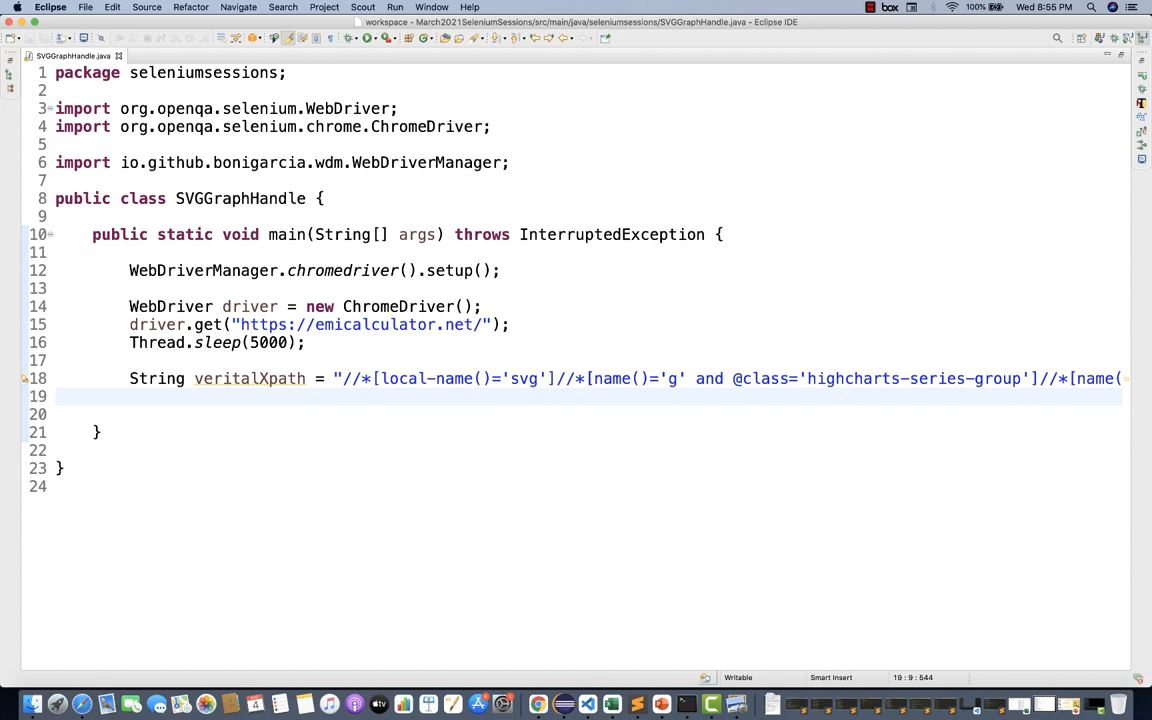 Eclipse File Edit Source Refactor Navigate Search Project Scout Run Window Help box 100% Wed 8:55 PM
workspace - March2021SeleniumSessions/src/main/java/seleniumsessions/SVGGraphHandle.java - Eclipse IDE
SVGGraphHandle.java
1 package seleniumsessions;
2
3 import org.openqa.selenium.WebDriver;
4 import org.openqa.selenium.chrome.ChromeDriver;
5
6 import io.github.bonigarcia.wdm.WebDriverManager;
7
8 public class SVGGraphHandle {
9
10 public static void main(String[] args) throws InterruptedException {
11
12 WebDriverManager.chromedriver().setup();
13
14 WebDriver driver = new ChromeDriver();
15 driver.get("https://emicalculator.net/");
16 Thread.sleep(5000);
17
18 String veritalXpath = "//*[local-name()='svg']//*[name()='g' and @class='highcharts-series-group']//*[name(
19
20
21 }
22
23 }
24
Writable Smart Insert 19 : 9 : 544